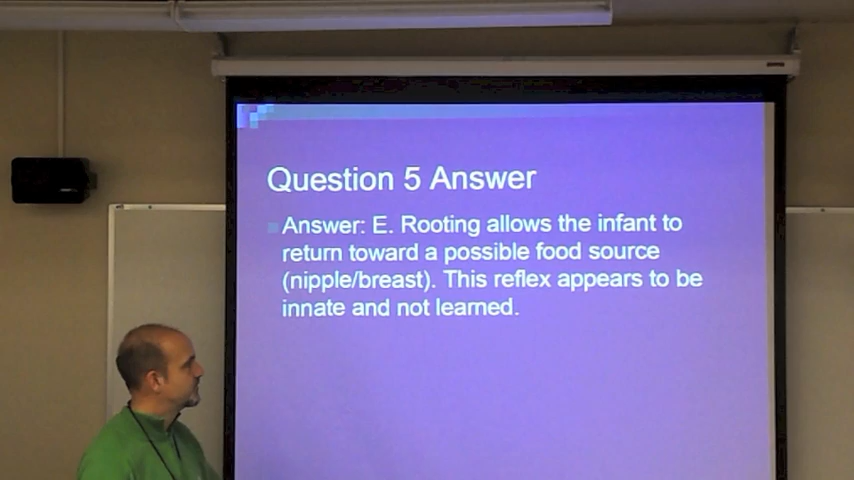 Question 5 Answer
Answer: E. Rooting allows the infant to
return toward a possible food source
(nipple/breast). This reflex appears to be
innate and not learned.